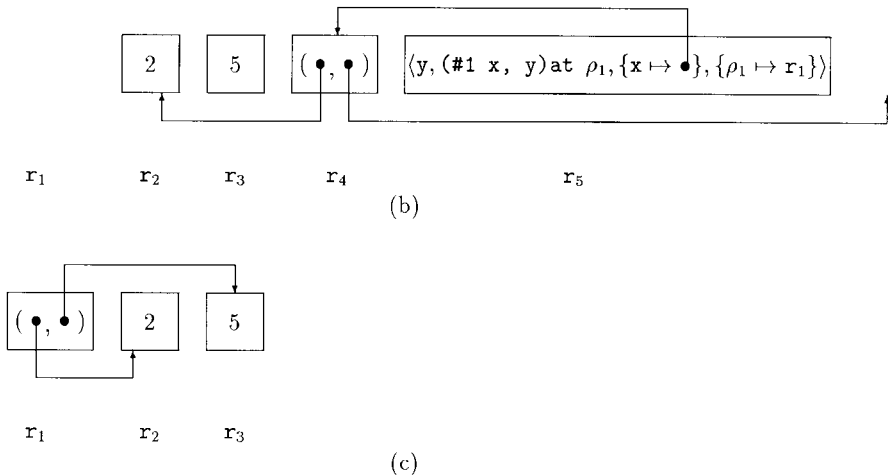 2 5 ( , ) ⟨y, (#1 x, y)at ρ₁, {x ↦ }, {ρ₁ ↦ r₁}⟩
r₁ r₂ r₃ r₄ r₅
(b)
( , ) 2 5
r₁ r₂ r₃
(c)